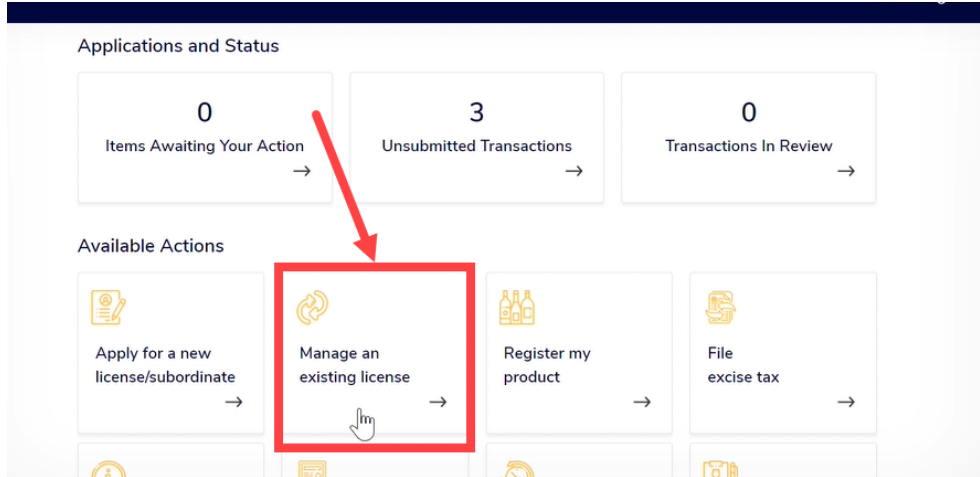 Applications and Status
0
Items Awaiting Your Action
3
Unsubmitted Transactions
0
Transactions In Review
Available Actions
Apply for a new
license/subordinate
Manage an
existing license
Register my
product
File
excise tax